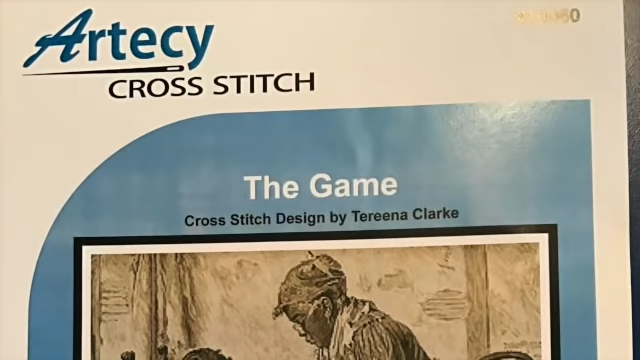 Artecy
CROSS STITCH
The Game
Cross Stitch Design by Tereena Clarke